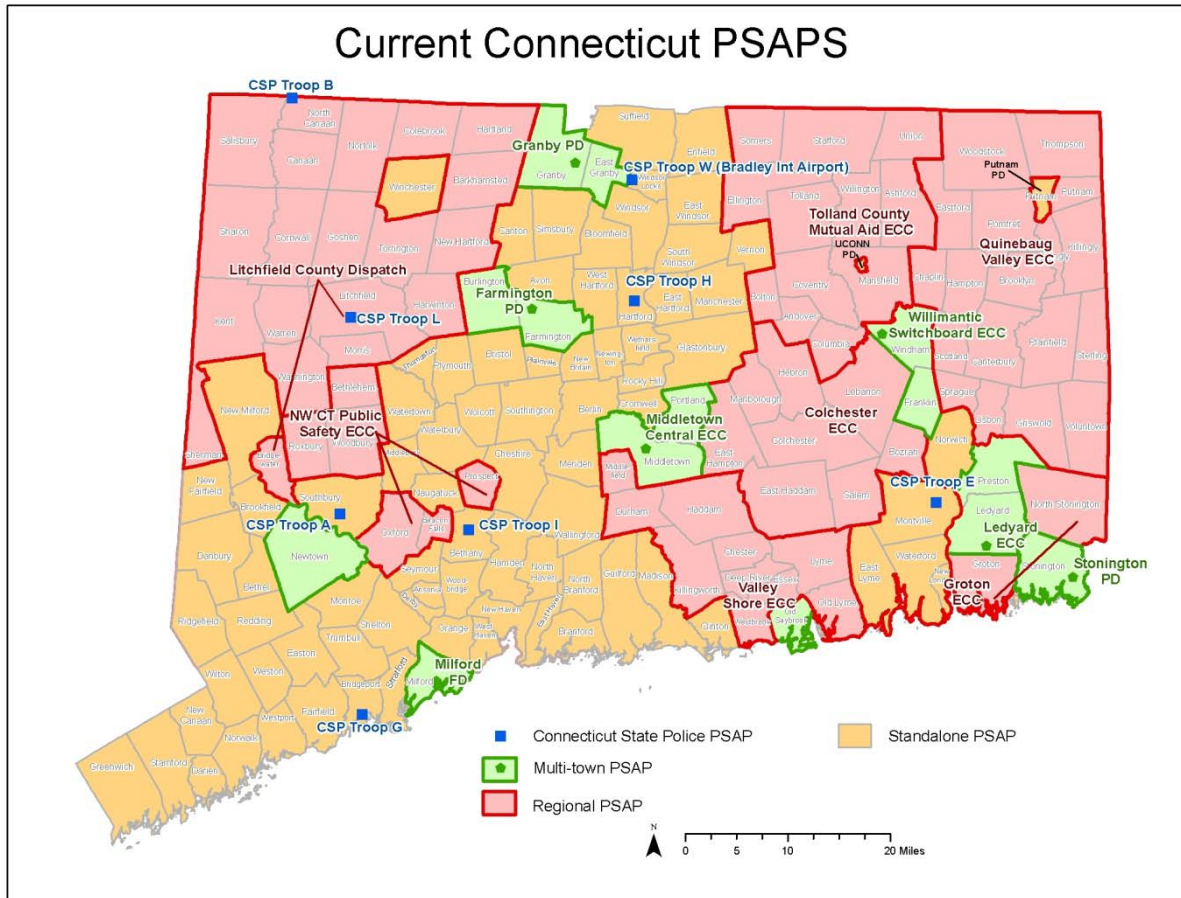 Current Connecticut PSAPS
CSP Troop B
North
Canaan
Salisbury
Canaan
Norfolk
Colebrook
Hartland
Winchester
Barkhamsted
Sharon
Cornwall
Goshen
Torrington
New Hartford
Litchfield County Dispatch
Litchfield
Harwinton
CSP Troop L
Kent
Warren
Morris
Washington
Bethlehem
New Milford
NW CT Public
Safety ECC
Roxbury
Woodbury
Sherman
Bridge-
water
Granby PD
Granby
East
Granby
Suffield
Enfield
CSP Troop W (Bradley Int Airport)
Windsor
Locks
Windsor
East
Windsor
Canton
Simsbury
Bloomfield
South
Windsor
Vernon
Burlington
Avon
West
Hartford
CSP Troop H
Hartford
East
Hartford
Manchester
Farmington
PD
Farmington
Wethers-
field
Newing-
ton
New
Britain
Plainville
Bristol
Plymouth
Thomaston
Glastonbury
Rocky Hill
Cromwell
Berlin
Southington
Wolcott
Watertown
Waterbury
Middlebury
Cheshire
Meriden
Prospect
Naugatuck
Portland
Middletown
Central ECC
Middletown
East
Hampton
Middle-
field
Somers
Stafford
Union
Ellington
Tolland
Willington
Ashford
Tolland County
Mutual Aid ECC
UCONN
PD
Mansfield
Coventry
Bolton
Andover
Columbia
Woodstock
Thompson
Putnam
PD
Putnam
Putnam
Eastford
Pomfret
Killingly
Quinebaug
Valley ECC
Chaplin
Hampton
Brooklyn
Willimantic
Switchboard ECC
Windham
Scotland
Canterbury
Plainfield
Sterling
Hebron
Marlborough
Lebanon
Franklin
Sprague
Lisbon
Griswold
Voluntown
Colchester
ECC
Colchester
Bozrah
Norwich
East Haddam
Salem
CSP Troop E
Montville
Preston
Ledyard
Ledyard
ECC
North Stonington
Stonington
Stonington
PD
Groton
Groton
ECC
Waterford
New
London
East
Lyme
Durham
Haddam
Chester
Lyme
Deep River
Essex
Killingworth
Valley
Shore ECC
Westbrook
Old
Saybrook
Old Lyme
New
Fairfield
Brookfield
Southbury
CSP Troop A
Newtown
Oxford
Beacon
Falls
CSP Troop I
Bethany
Wallingford
Danbury
Bethel
Seymour
Wood-
bridge
Hamden
North
Haven
North
Branford
Guilford
Madison
Clinton
Monroe
Derby
Ansonia
New Haven
East Haven
Branford
Ridgefield
Redding
Shelton
Orange
West
Haven
Trumbull
Easton
Stratford
Milford
Milford
FD
Weston
Wilton
Bridgeport
Fairfield
CSP Troop G
New
Canaan
Westport
Norwalk
Greenwich
Stamford
Darien
Connecticut State Police PSAP
Standalone PSAP
Multi-town PSAP
Regional PSAP
N
0 5 10 20 Miles